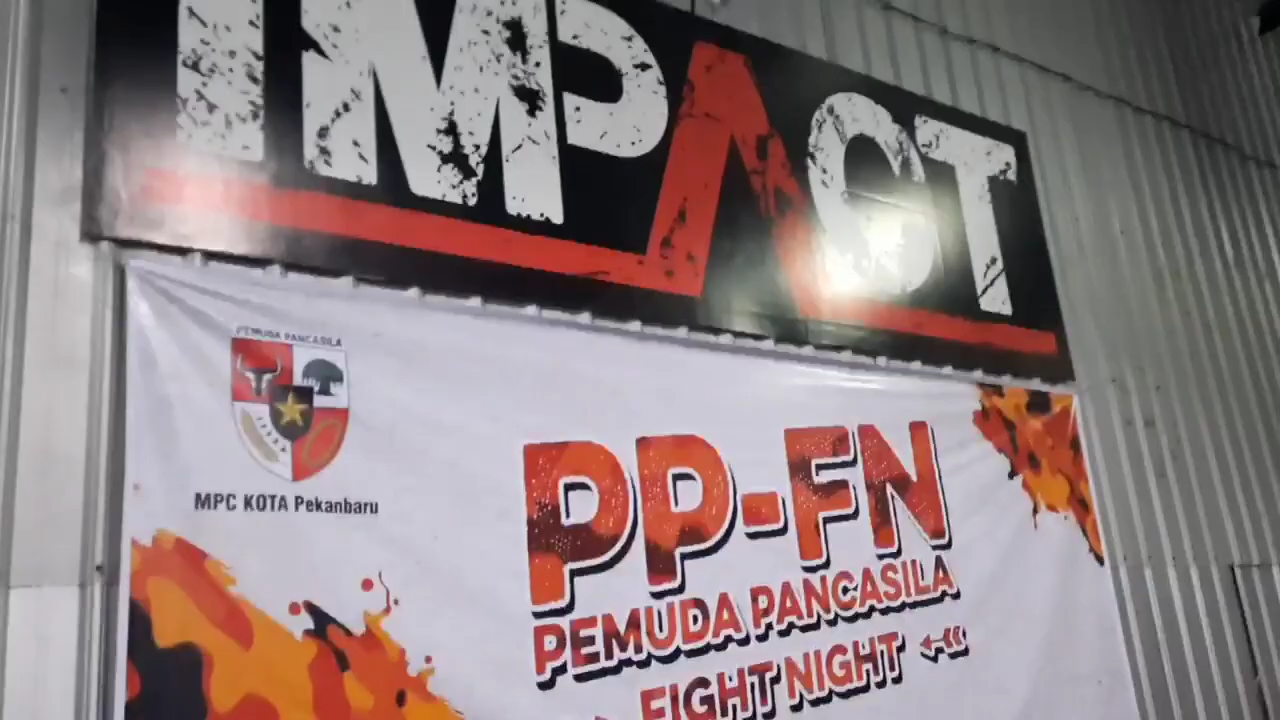 IMPACT
PEMUDA PANCASILA
MPC KOTA Pekanbaru
PP-FN
PEMUDA PANCASILA
FIGHT NIGHT